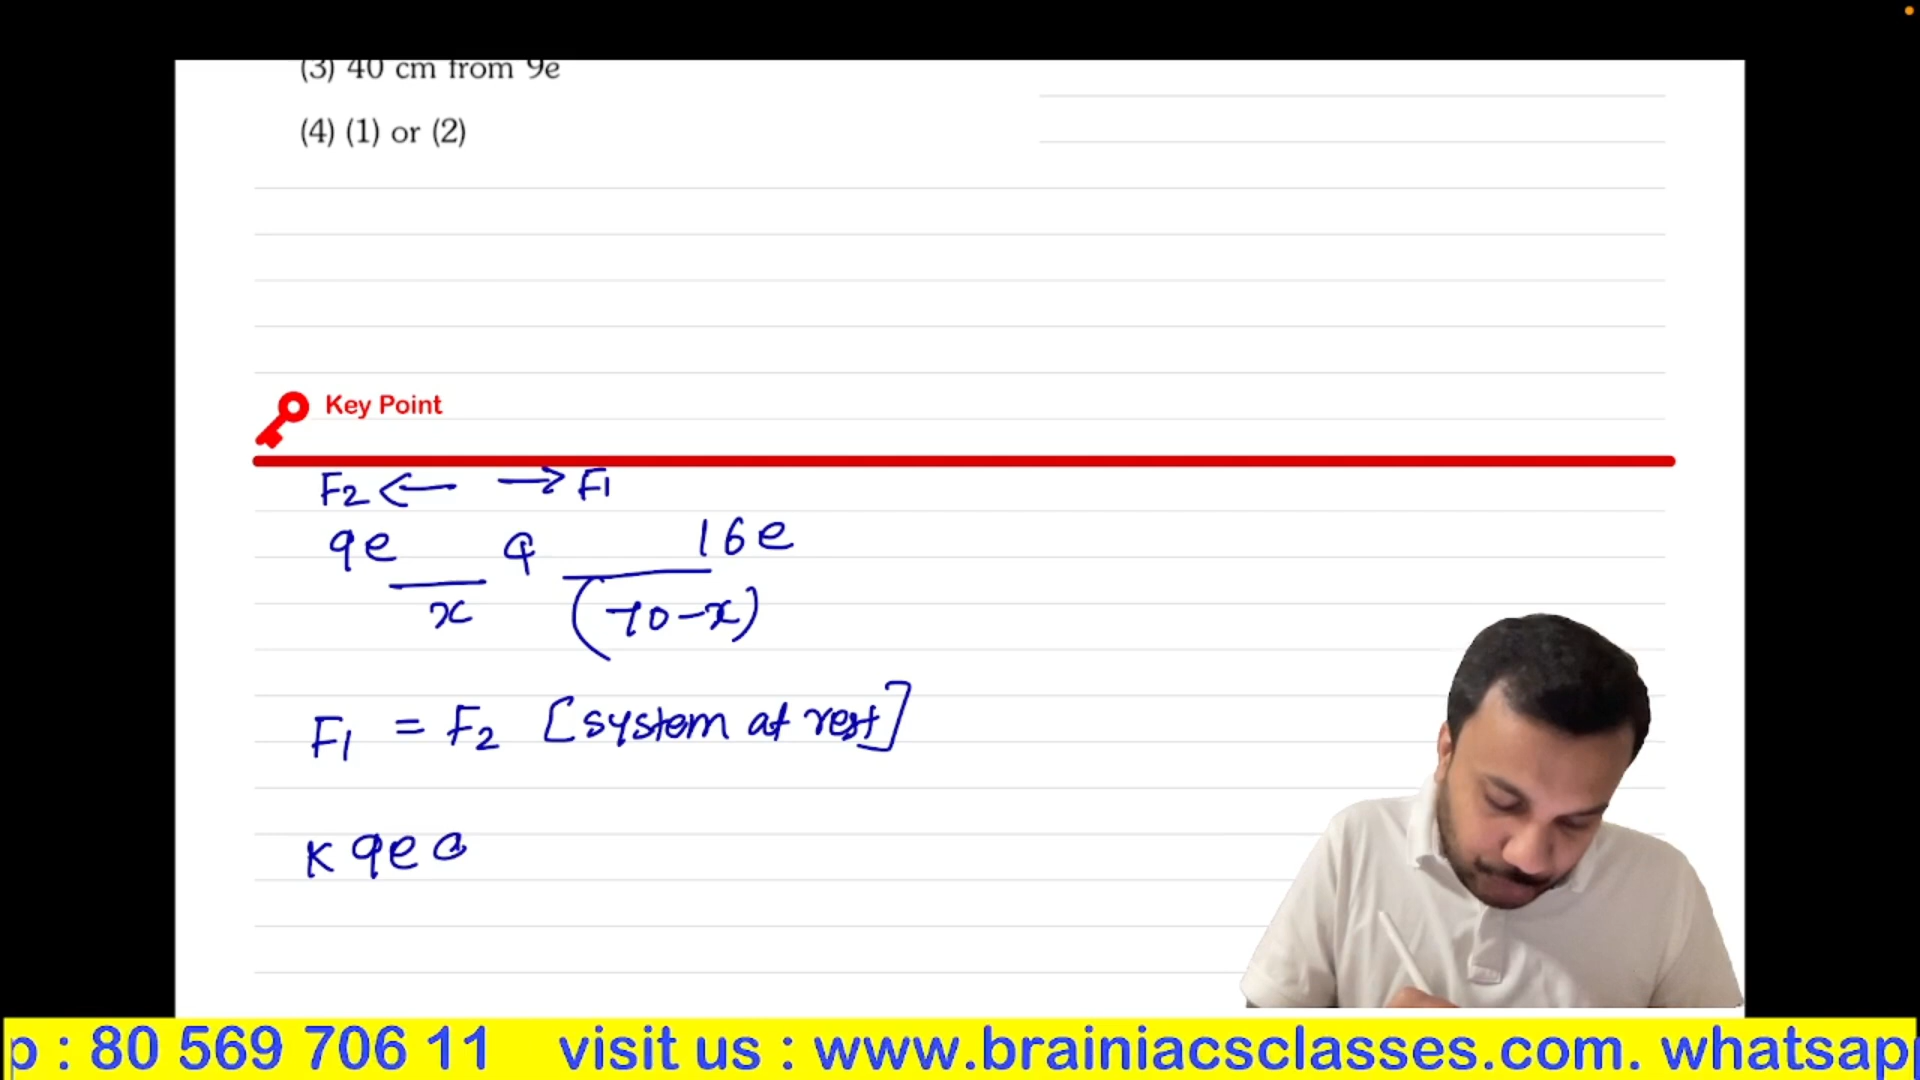 (3) 40 cm from 9e
(4) (1) or (2)
Key Point
F2 ← → F1
9e Q 16e
x (70-x)
F1 = F2 [system at rest]
K 9e Q
p : 80 569 706 11 visit us : www.brainiacsclasses.com. whatsapp